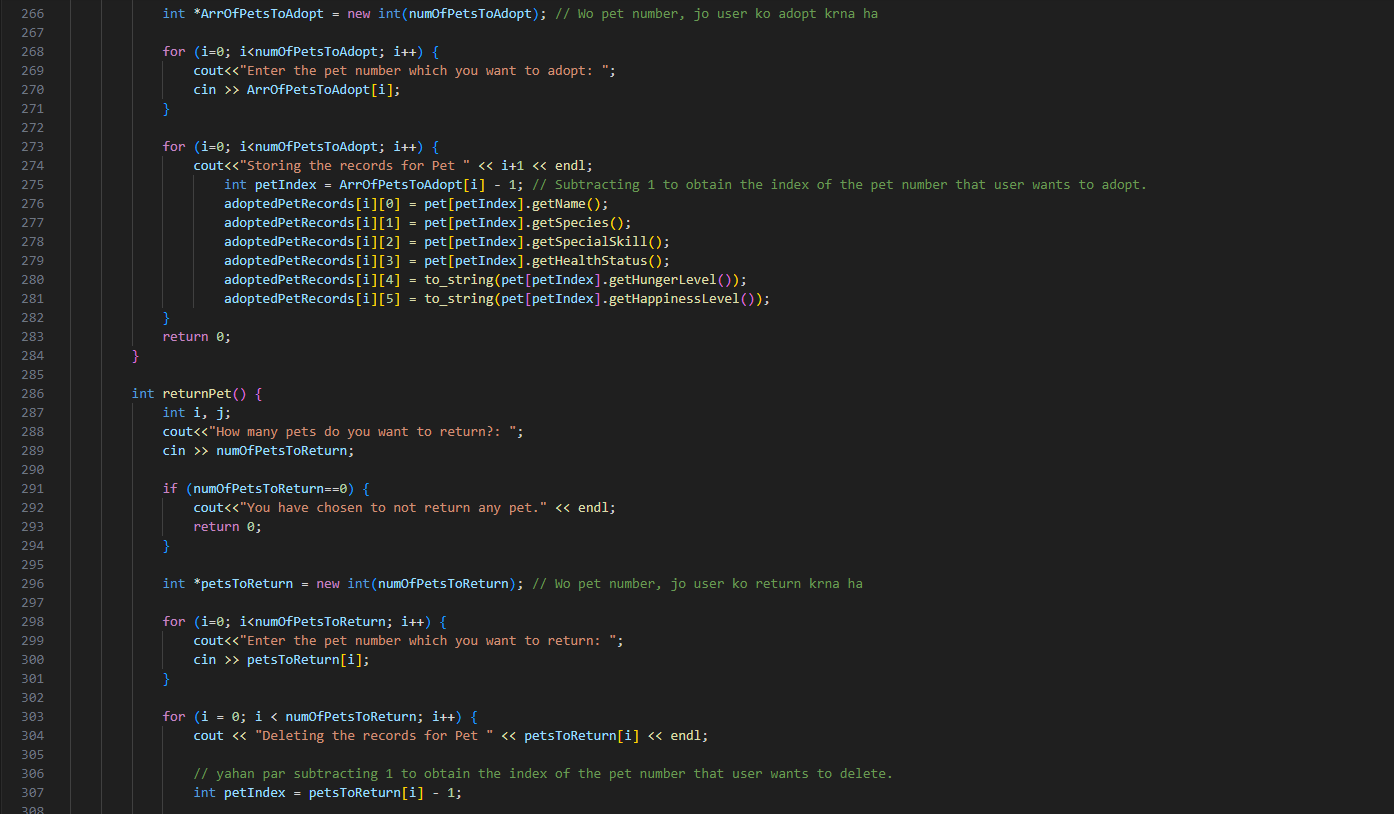 266 int *ArrOfPetsToAdopt = new int(numOfPetsToAdopt); // Wo pet number, jo user ko adopt krna ha
267
268 for (i=0; i<numOfPetsToAdopt; i++) {
269 cout<<"Enter the pet number which you want to adopt: ";
270 cin >> ArrOfPetsToAdopt[i];
271 }
272
273 for (i=0; i<numOfPetsToAdopt; i++) {
274 cout<<"Storing the records for Pet " << i+1 << endl;
275 int petIndex = ArrOfPetsToAdopt[i] - 1; // Subtracting 1 to obtain the index of the pet number that user wants to adopt.
276 adoptedPetRecords[i][0] = pet[petIndex].getName();
277 adoptedPetRecords[i][1] = pet[petIndex].getSpecies();
278 adoptedPetRecords[i][2] = pet[petIndex].getSpecialSkill();
279 adoptedPetRecords[i][3] = pet[petIndex].getHealthStatus();
280 adoptedPetRecords[i][4] = to_string(pet[petIndex].getHungerLevel());
281 adoptedPetRecords[i][5] = to_string(pet[petIndex].getHappinessLevel());
282 }
283 return 0;
284 }
285
286 int returnPet() {
287 int i, j;
288 cout<<"How many pets do you want to return?: ";
289 cin >> numOfPetsToReturn;
290
291 if (numOfPetsToReturn==0) {
292 cout<<"You have chosen to not return any pet." << endl;
293 return 0;
294 }
295
296 int *petsToReturn = new int(numOfPetsToReturn); // Wo pet number, jo user ko return krna ha
297
298 for (i=0; i<numOfPetsToReturn; i++) {
299 cout<<"Enter the pet number which you want to return: ";
300 cin >> petsToReturn[i];
301 }
302
303 for (i = 0; i < numOfPetsToReturn; i++) {
304 cout << "Deleting the records for Pet " << petsToReturn[i] << endl;
305
306 // yahan par subtracting 1 to obtain the index of the pet number that user wants to delete.
307 int petIndex = petsToReturn[i] - 1;
308